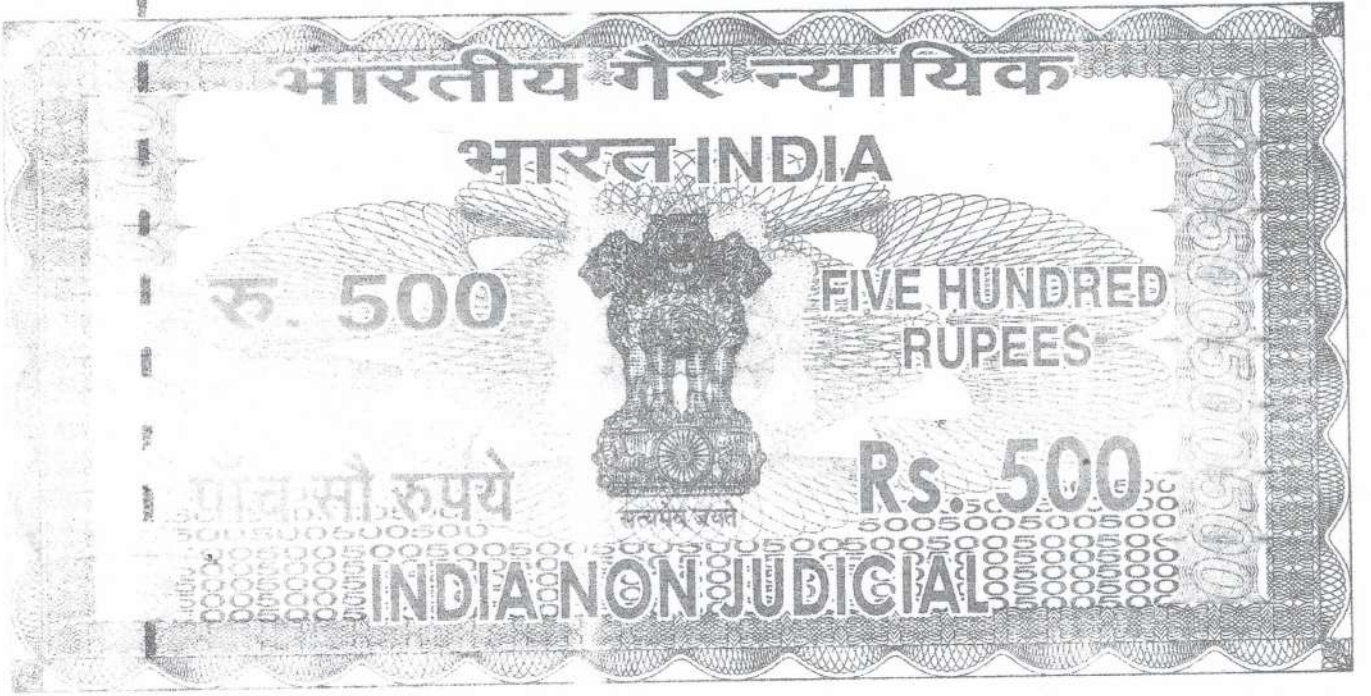 भारतीय गैर न्यायिक
भारत INDIA
रु. 500
FIVE HUNDRED
RUPEES
पाँच सौ रुपये
Rs. 500
सत्यमेव जयते
INDIA NON JUDICIAL